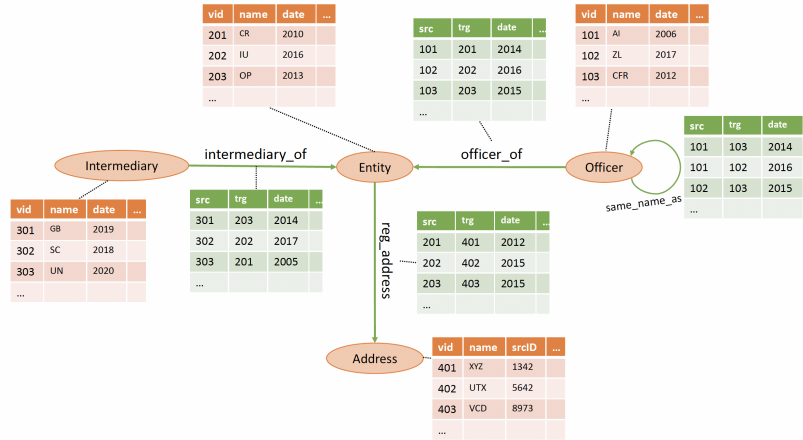 vid name date ...
201 CR 2010
202 IU 2016
203 OP 2013
...
src trg date
101 201 2014
102 202 2016
103 203 2015
...
vid name date ...
101 AI 2006
102 ZL 2017
103 CFR 2012
...
src trg date
101 103 2014
101 102 2016
102 103 2015
...
Intermediary
intermediary_of
Entity
officer_of
Officer
same_name_as
vid name date ...
301 GB 2019
302 SC 2018
303 UN 2020
...
src trg date ...
301 203 2014
302 202 2017
303 201 2005
...
reg_address
src trg date ...
201 401 2012
202 402 2015
203 403 2015
...
Address
vid name srcID ...
401 XYZ 1342
402 UTX 5642
403 VCD 8973
...